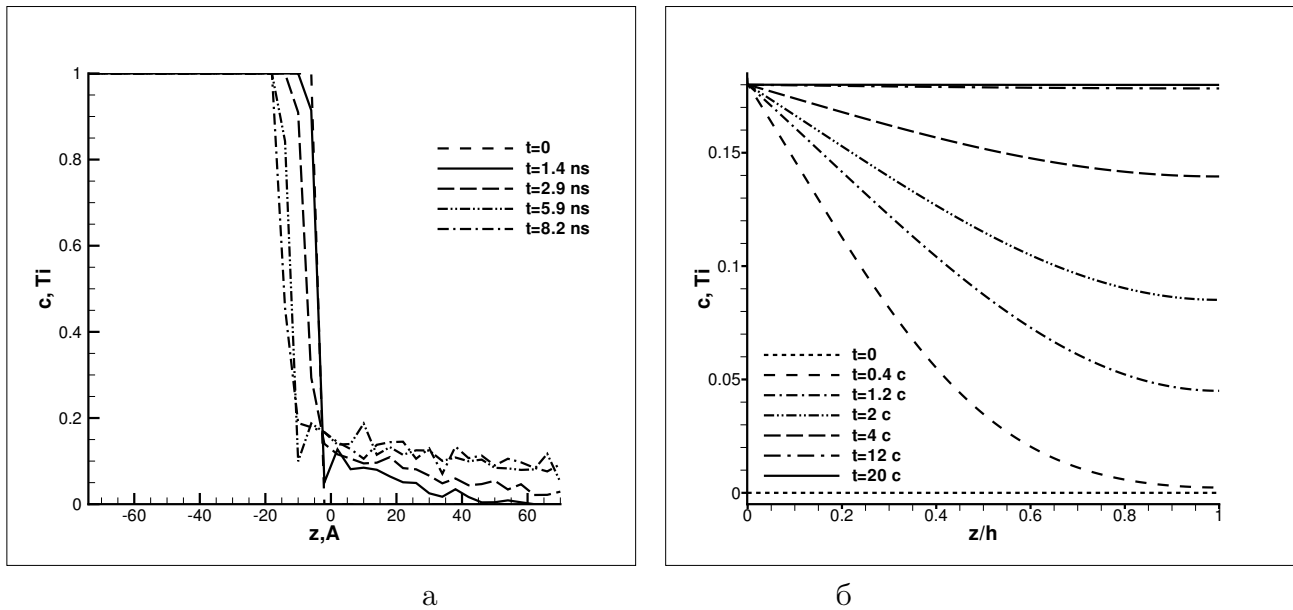 c, Ti
1
0.8
0.6
0.4
0.2
0
-60
-40
-20
0
20
40
60
z,A
t=0
t=1.4 ns
t=2.9 ns
t=5.9 ns
t=8.2 ns
а
c, Ti
0.15
0.1
0.05
0
0
0.2
0.4
0.6
0.8
1
z/h
t=0
t=0.4 c
t=1.2 c
t=2 c
t=4 c
t=12 c
t=20 c
б